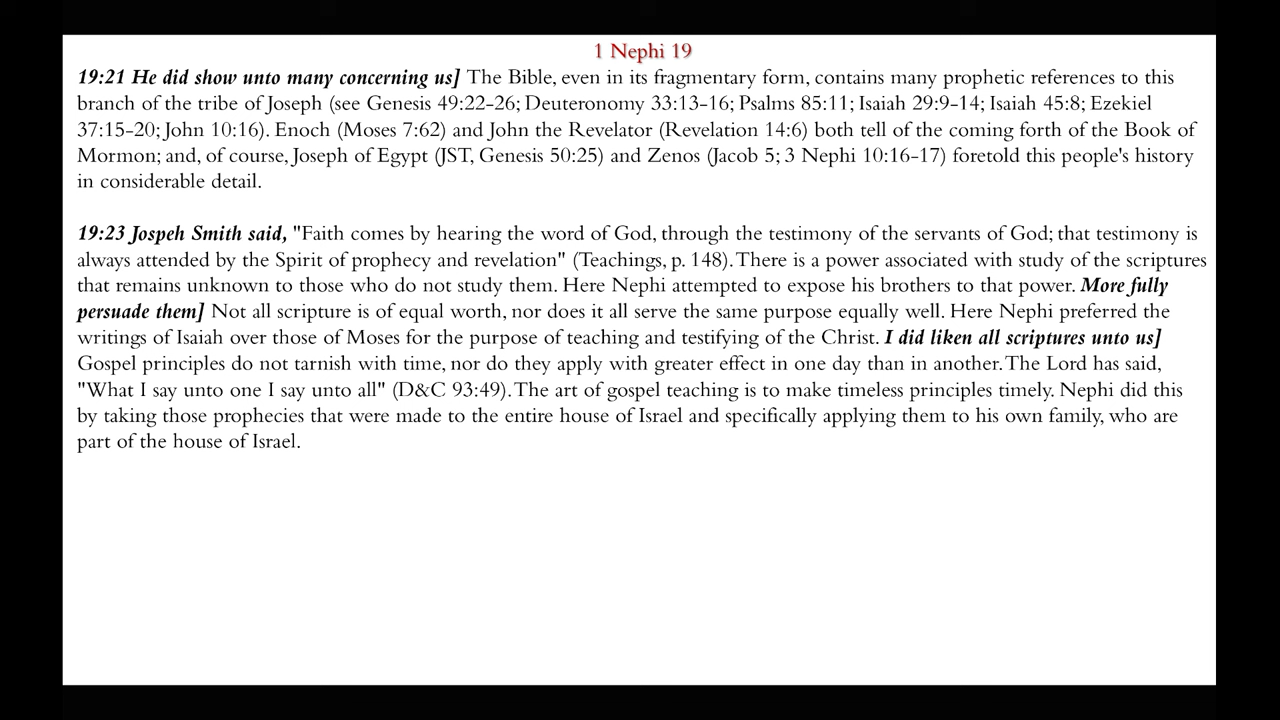 1 Nephi 19
19:21 He did show unto many concerning us] The Bible, even in its fragmentary form, contains many prophetic references to this
branch of the tribe of Joseph (see Genesis 49:22-26; Deuteronomy 33:13-16; Psalms 85:11; Isaiah 29:9-14; Isaiah 45:8; Ezekiel
37:15-20; John 10:16). Enoch (Moses 7:62) and John the Revelator (Revelation 14:6) both tell of the coming forth of the Book of
Mormon; and, of course, Joseph of Egypt (JST, Genesis 50:25) and Zenos (Jacob 5; 3 Nephi 10:16-17) foretold this people's history
in considerable detail.
19:23 Jospeh Smith said, "Faith comes by hearing the word of God, through the testimony of the servants of God; that testimony is
always attended by the Spirit of prophecy and revelation" (Teachings, p. 148). There is a power associated with study of the scriptures
that remains unknown to those who do not study them. Here Nephi attempted to expose his brothers to that power. More fully
persuade them] Not all scripture is of equal worth, nor does it all serve the same purpose equally well. Here Nephi preferred the
writings of Isaiah over those of Moses for the purpose of teaching and testifying of the Christ. I did liken all scriptures unto us]
Gospel principles do not tarnish with time, nor do they apply with greater effect in one day than in another. The Lord has said,
"What I say unto one I say unto all" (D&C 93:49). The art of gospel teaching is to make timeless principles timely. Nephi did this
by taking those prophecies that were made to the entire house of Israel and specifically applying them to his own family, who are
part of the house of Israel.